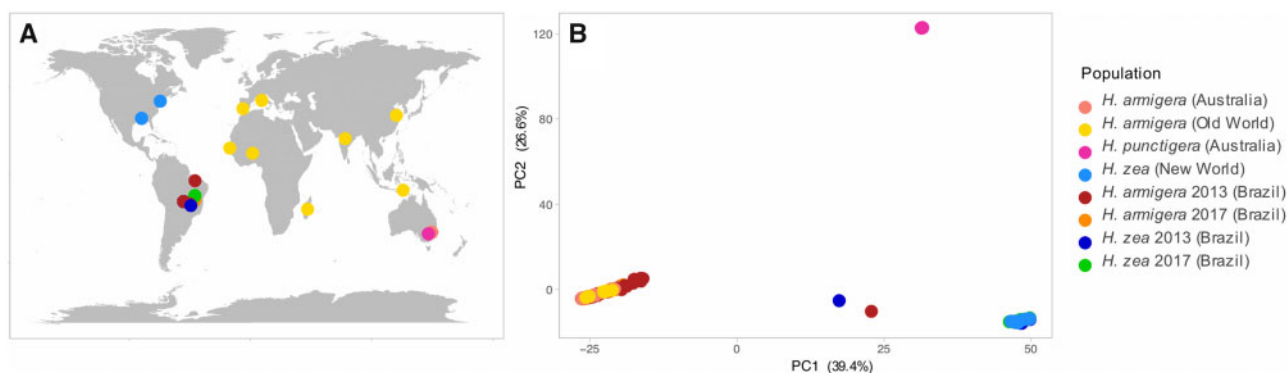 A
B
120
80
40
0
PC2 (26.6%)
−25
0
25
50
PC1 (39.4%)
Population
H. armigera (Australia)
H. armigera (Old World)
H. punctigera (Australia)
H. zea (New World)
H. armigera 2013 (Brazil)
H. armigera 2017 (Brazil)
H. zea 2013 (Brazil)
H. zea 2017 (Brazil)